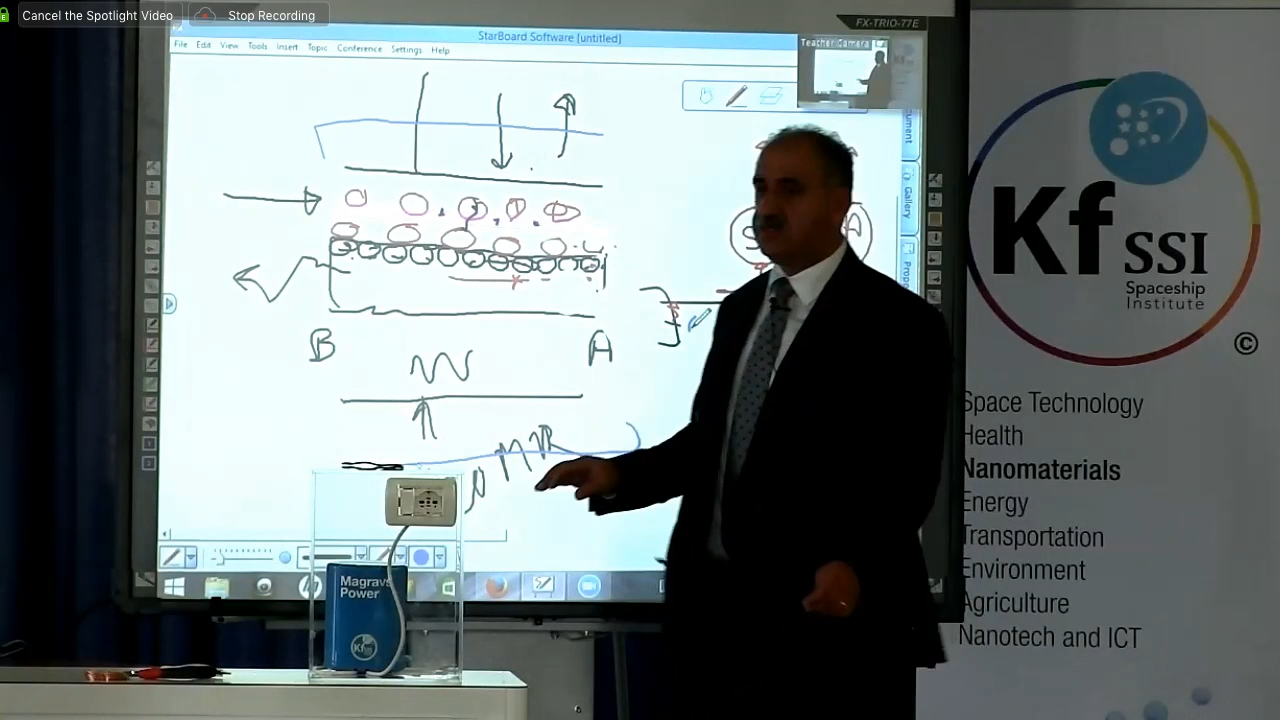 Cancel the Spotlight Video
Stop Recording
FX-TRIO-77E
StarBoard Software [untitled]
File Edit View Tools Insert Topic Conference Settings Help
Teacher Camera
Gallery
B
A
A
Magravs
Power
Kf
Kf SSI
Spaceship
Institute
©
Space Technology
Health
Nanomaterials
Energy
Transportation
Environment
Agriculture
Nanotech and ICT